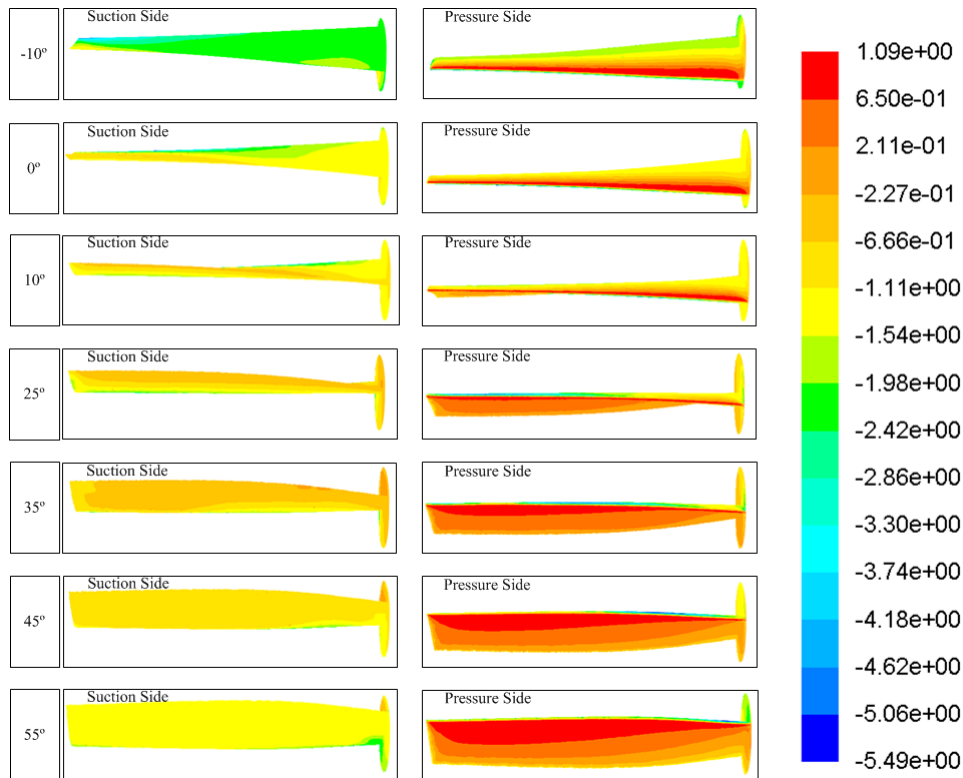 Suction Side
Pressure Side
-10º
Suction Side
Pressure Side
0º
Suction Side
Pressure Side
10º
Suction Side
Pressure Side
25º
Suction Side
Pressure Side
35º
Suction Side
Pressure Side
45º
Suction Side
Pressure Side
55º
1.09e+00
6.50e-01
2.11e-01
-2.27e-01
-6.66e-01
-1.11e+00
-1.54e+00
-1.98e+00
-2.42e+00
-2.86e+00
-3.30e+00
-3.74e+00
-4.18e+00
-4.62e+00
-5.06e+00
-5.49e+00